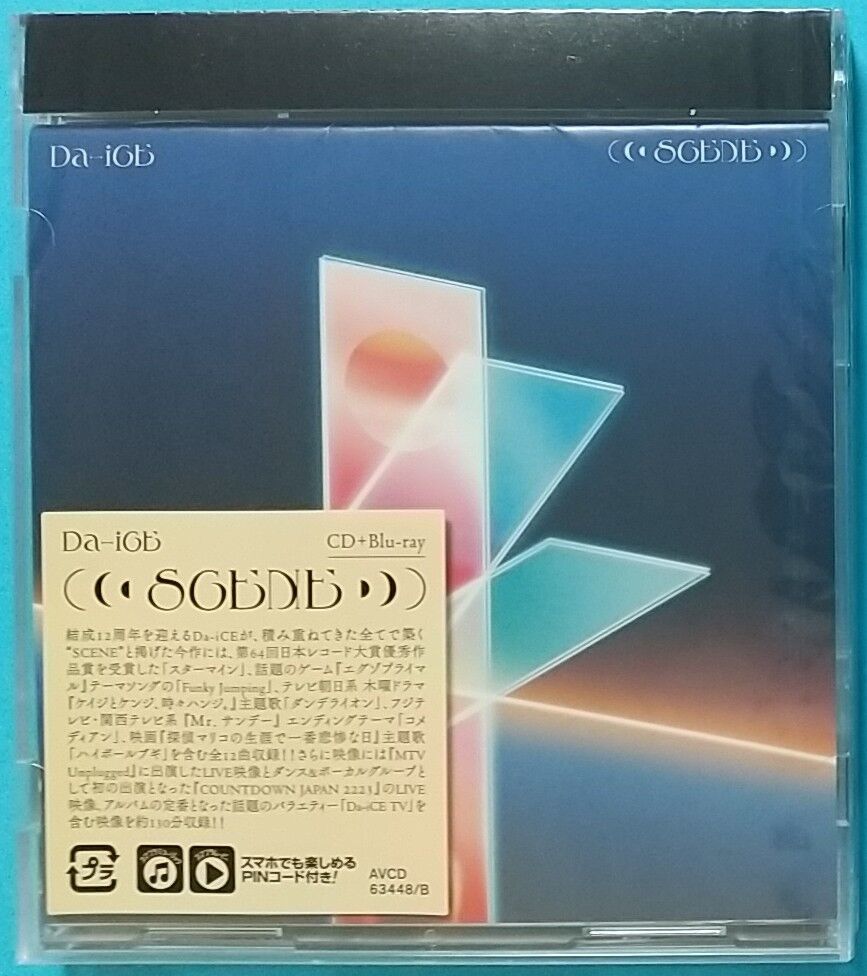 Da-iCE
SCENE
Da-iCE
CD+Blu-ray
SCENE
結成12周年を迎えるDa-iCEが、積み重ねてきた全てで築く
“SCENE”と掲げた今作には、第64回日本レコード大賞優秀作
品賞を受賞した「スターマイン」、話題のゲーム『エグゾプライマ
ル』テーマソングの「Funky Jumping」、テレビ朝日系 木曜ドラマ
『ケイジとケンジ、時々ハンジ。』主題歌「ダンデライオン」、フジテ
レビ・関西テレビ系『Mr.サンデー』エンディングテーマ「コメ
ディアン」、映画『探偵マリコの生涯で一番悲惨な日』主題歌
「ハイボールブギ」を含む全12曲収録!!さらに映像には『MTV
Unplugged』に出演したLIVE映像とダンス&ボーカルグループと
して初の出演となった『COUNTDOWN JAPAN 2223』のLIVE
映像、アルバムの定番となった話題のバラエティー「Da-iCE TV」を
含む映像を約130分収録!!
プラ
スマホでも楽しめる
PINコード付き!
AVCD
63448/B